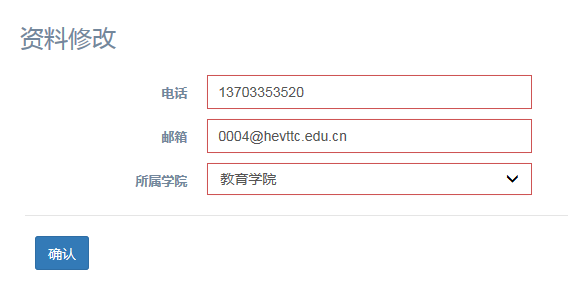 资料修改
电话 13703353520
邮箱 0004@hevttc.edu.cn
所属学院 教育学院
确认